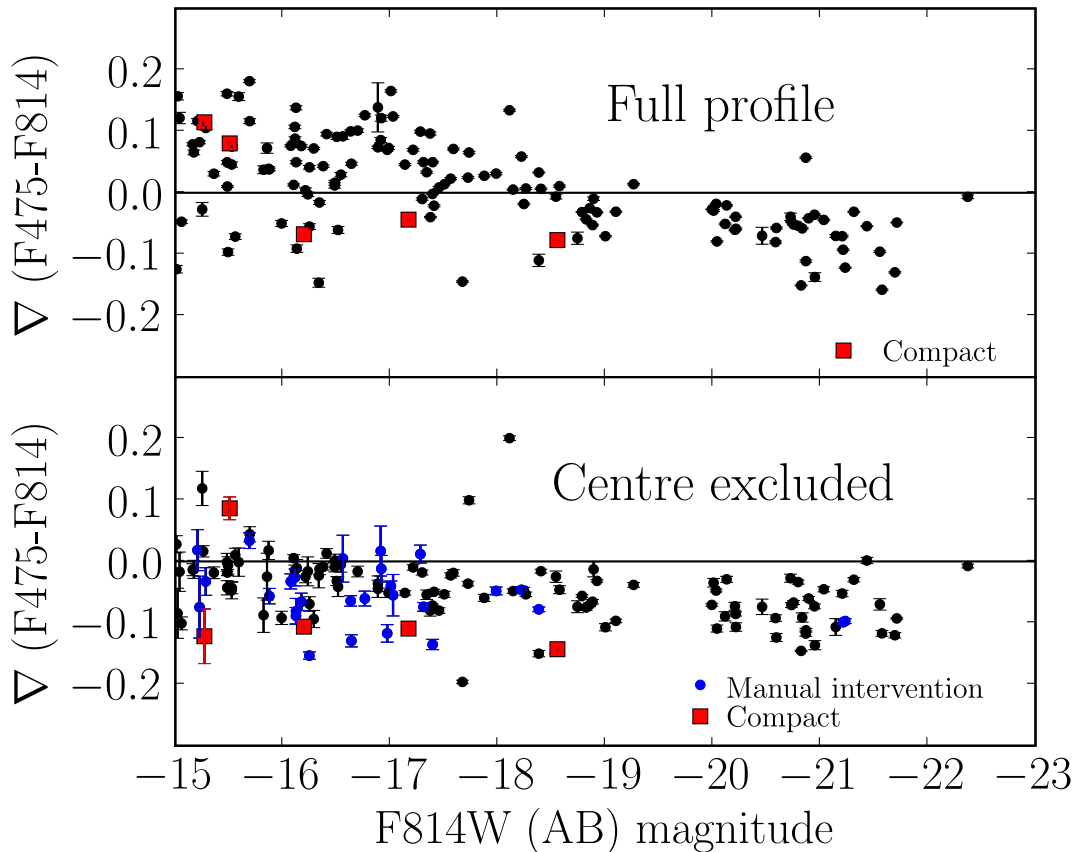 0.2
0.1
0.0
−0.1
−0.2
∇ (F475-F814)
Full profile
Compact
0.2
0.1
0.0
−0.1
−0.2
∇ (F475-F814)
Centre excluded
Manual intervention
Compact
−15 −16 −17 −18 −19 −20 −21 −22 −23
F814W (AB) magnitude